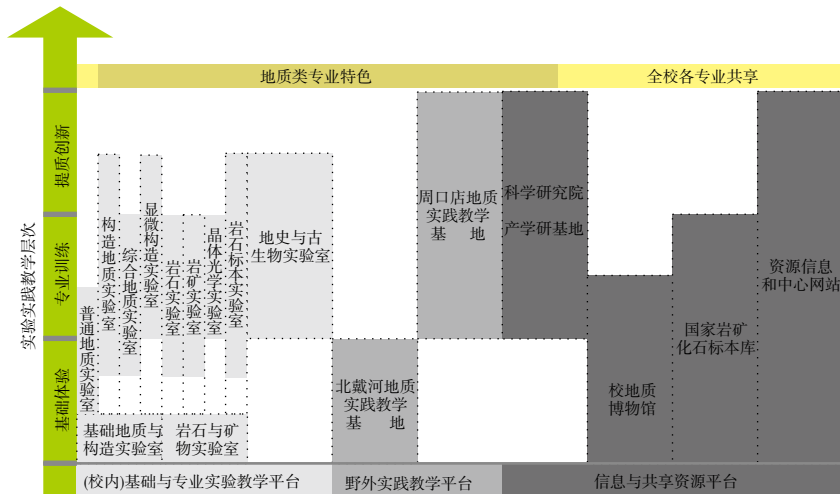 地质类专业特色
全校各专业共享
实验实践教学层次
提质创新
专业训练
基础体验
普通地质实验室
构造地质实验室
综合地质实验室
显微构造实验室
岩石实验室
岩矿实验室
晶体光学实验室
岩石标本实验室
地史与古
生物实验室
周口店地质
实践教学
基 地
科学研究院
产学研基地
资源信息
和中心网站
国家岩矿
化石标本库
北戴河地质
实践教学
基 地
校地质
博物馆
基础地质与
构造实验室
岩石与矿
物实验室
(校内)基础与专业实验教学平台
野外实践教学平台
信息与共享资源平台